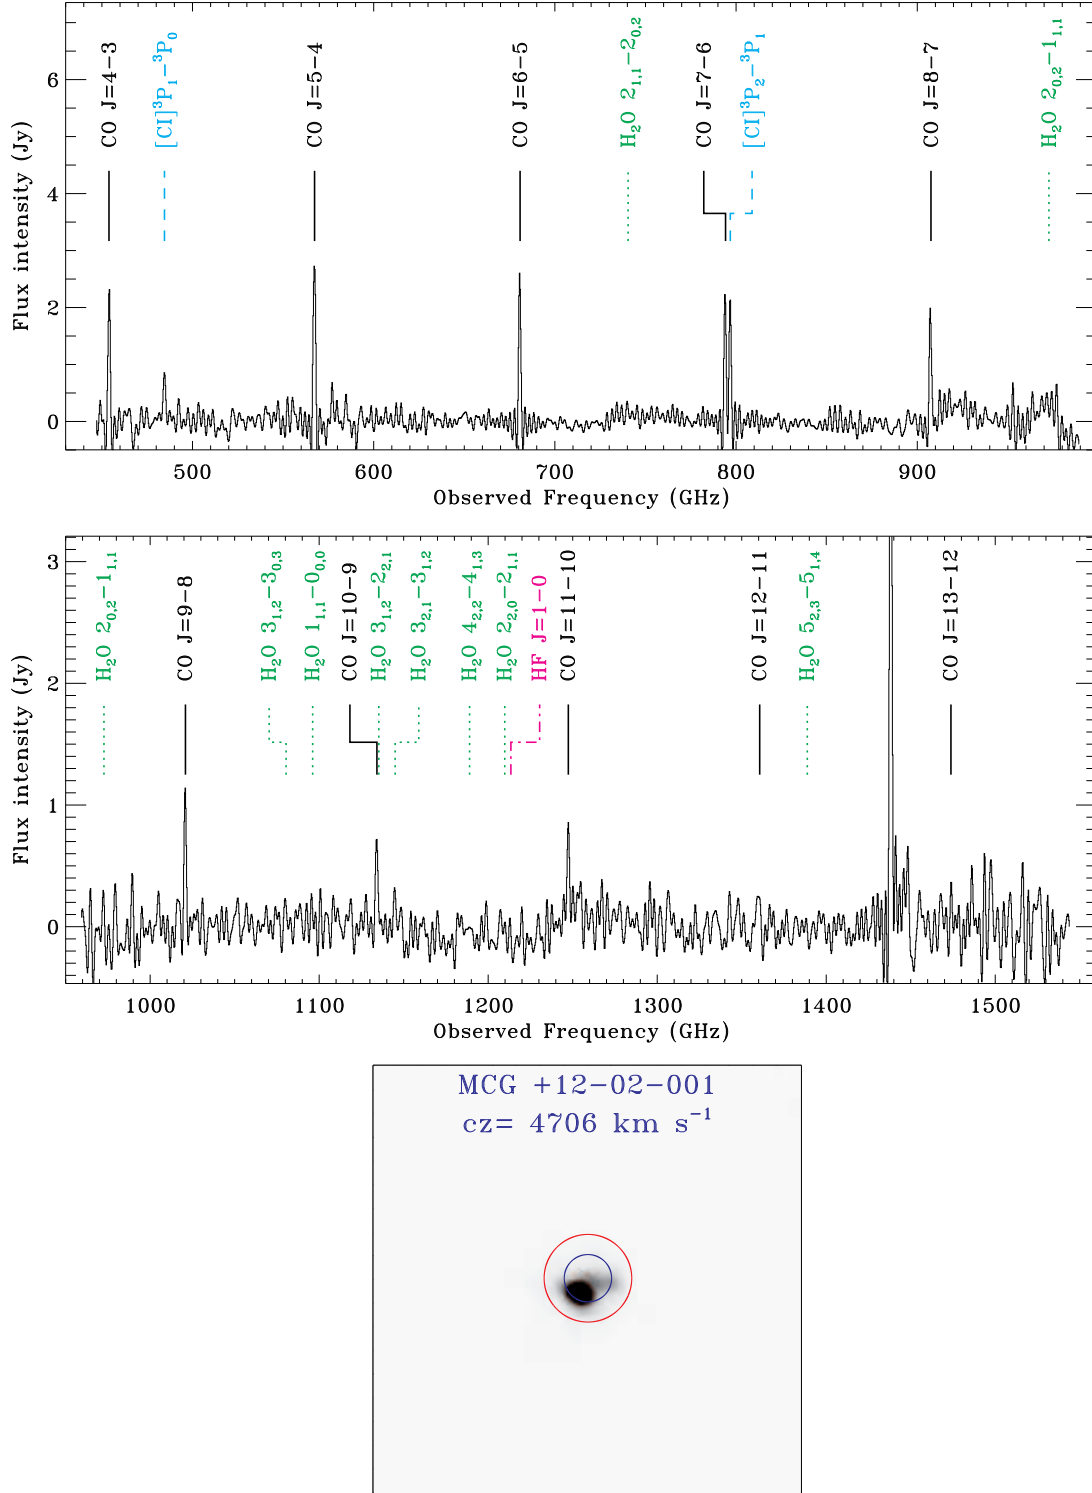 CO J=4−3
[CI]³P₁−³P₀
CO J=5−4
CO J=6−5
H₂O 2₁,₁−2₀,₂
CO J=7−6
[CI]³P₂−³P₁
CO J=8−7
H₂O 2₀,₂−1₁,₁
Flux intensity (Jy)
6
4
2
0
500 600 700 800 900
Observed Frequency (GHz)
H₂O 2₀,₂−1₁,₁
CO J=9−8
H₂O 3₁,₂−3₀,₃
H₂O 1₁,₁−0₀,₀
CO J=10−9
H₂O 3₁,₂−2₂,₁
H₂O 3₂,₁−3₁,₂
H₂O 4₂,₂−4₁,₃
H₂O 2₂,₀−2₁,₁
HF J=1−0
CO J=11−10
CO J=12−11
H₂O 5₂,₃−5₁,₄
CO J=13−12
Flux intensity (Jy)
3
2
1
0
1000 1100 1200 1300 1400 1500
Observed Frequency (GHz)
MCG +12−02−001
cz= 4706 km s⁻¹